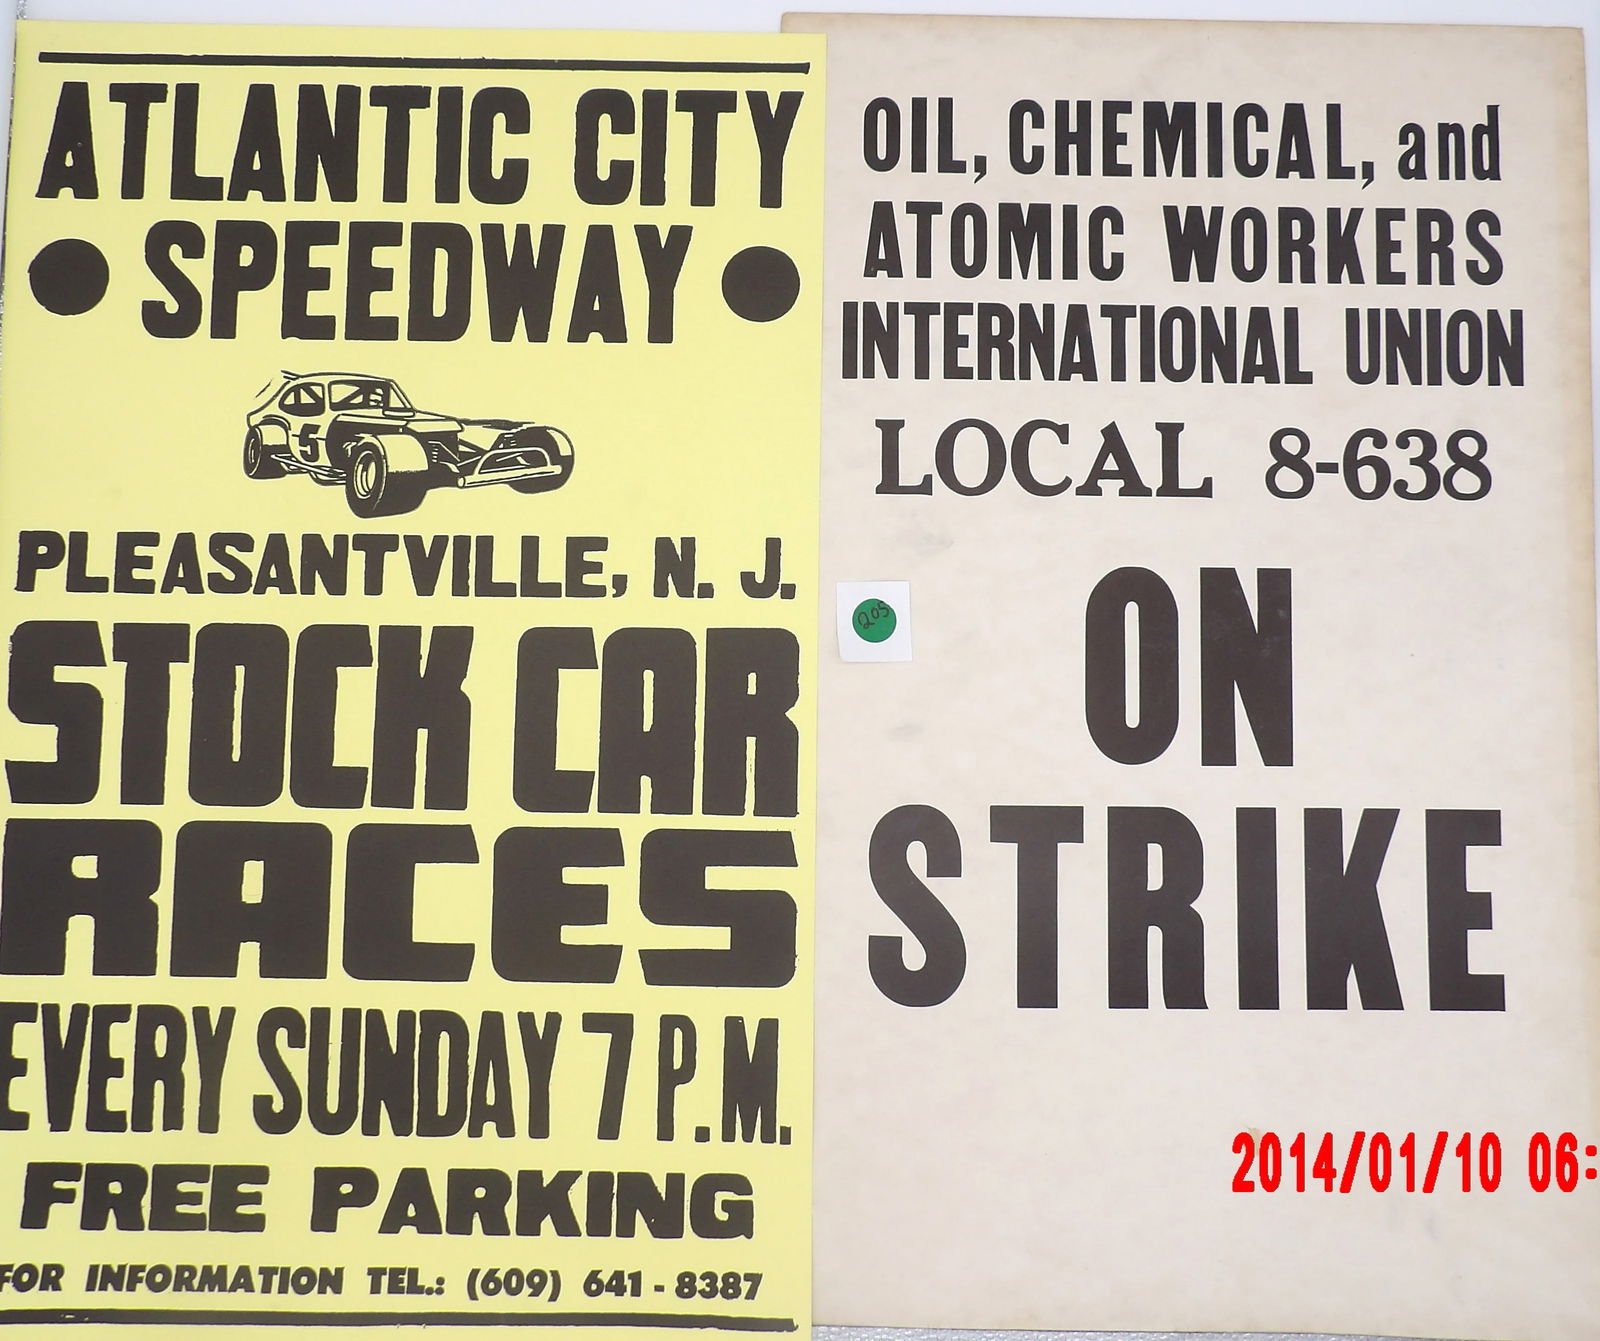 ATLANTIC CITY
SPEEDWAY
5
PLEASANTVILLE, N. J.
STOCK CAR
RACES
EVERY SUNDAY 7 P.M.
FREE PARKING
FOR INFORMATION TEL.: (609) 641-8387
OIL, CHEMICAL, and
ATOMIC WORKERS
INTERNATIONAL UNION
LOCAL 8-638
205
ON
STRIKE
2014/01/10 06: